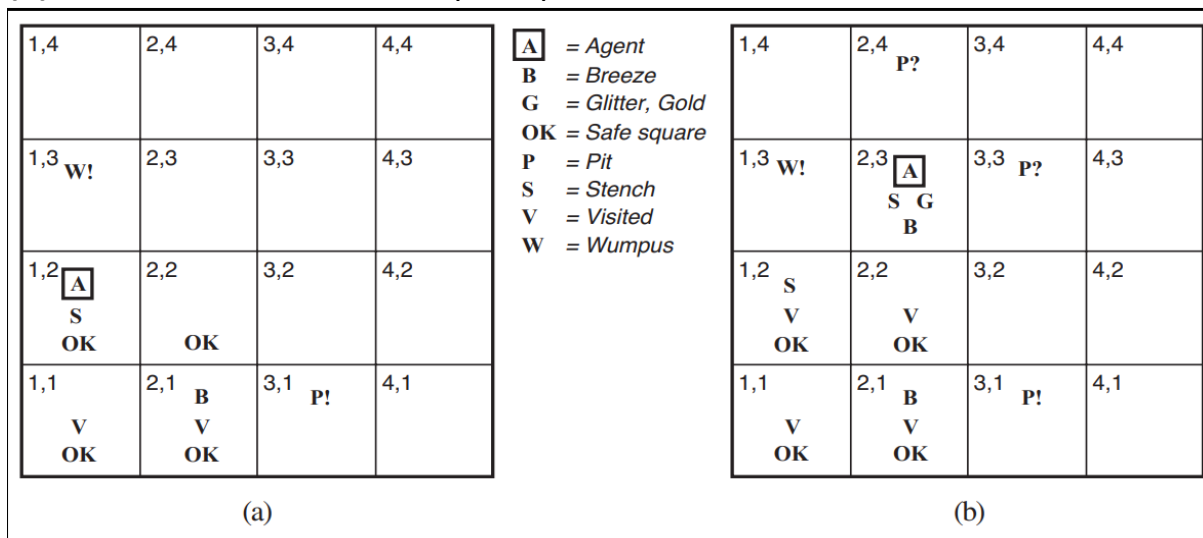 1,4 2,4 3,4 4,4
1,3 W! 2,3 3,3 4,3
1,2 A 2,2 3,2 4,2
S
OK OK
1,1 2,1 B 3,1 P! 4,1
V V
OK OK
(a)
A = Agent
B = Breeze
G = Glitter, Gold
OK = Safe square
P = Pit
S = Stench
V = Visited
W = Wumpus
1,4 2,4 P? 3,4 4,4
1,3 W! 2,3 A 3,3 P? 4,3
S G
B
1,2 S 2,2 3,2 4,2
V V
OK OK
1,1 2,1 B 3,1 P! 4,1
V V
OK OK
(b)